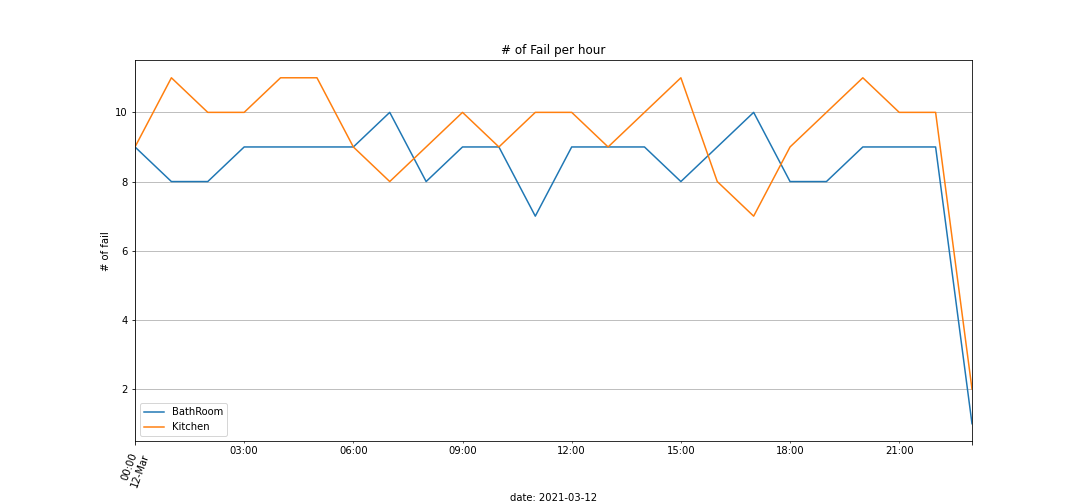 # of Fail per hour
# of fail
10
8
6
4
2
BathRoom
Kitchen
00:00
12-Mar
03:00
06:00
09:00
12:00
15:00
18:00
21:00
date: 2021-03-12